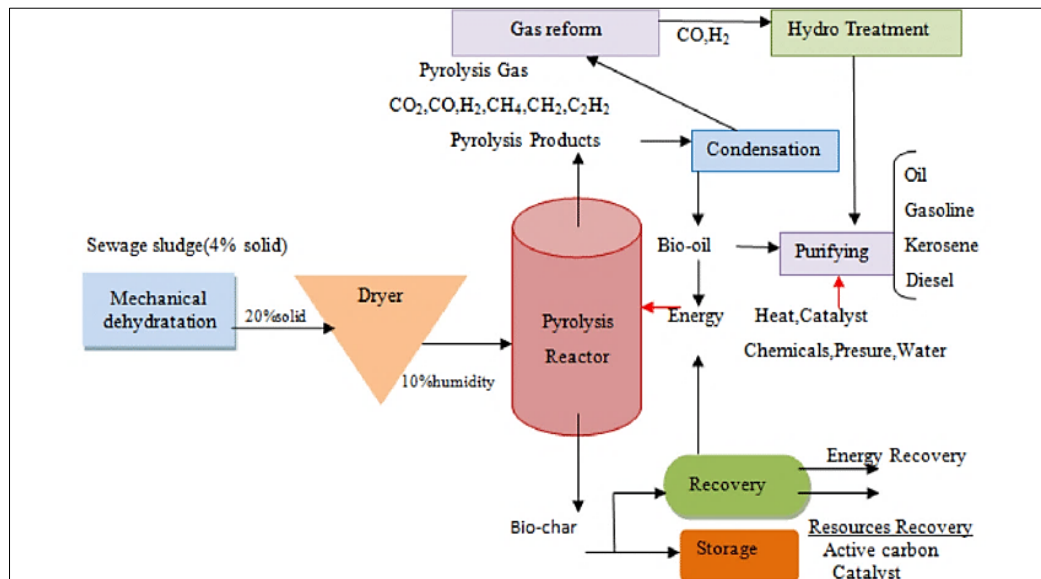 Gas reform
CO,H₂
Hydro Treatment
Pyrolysis Gas
CO₂,CO,H₂,CH₄,CH₂,C₂H₂
Pyrolysis Products
Condensation
Oil
Gasoline
Kerosene
Diesel
Sewage sludge(4% solid)
Mechanical
dehydratation
20%solid
Dryer
10%humidity
Pyrolysis
Reactor
Bio-oil
Energy
Purifying
Heat,Catalyst
Chemicals,Presure,Water
Bio-char
Recovery
Energy Recovery
Storage
Resources Recovery
Active carbon
Catalyst